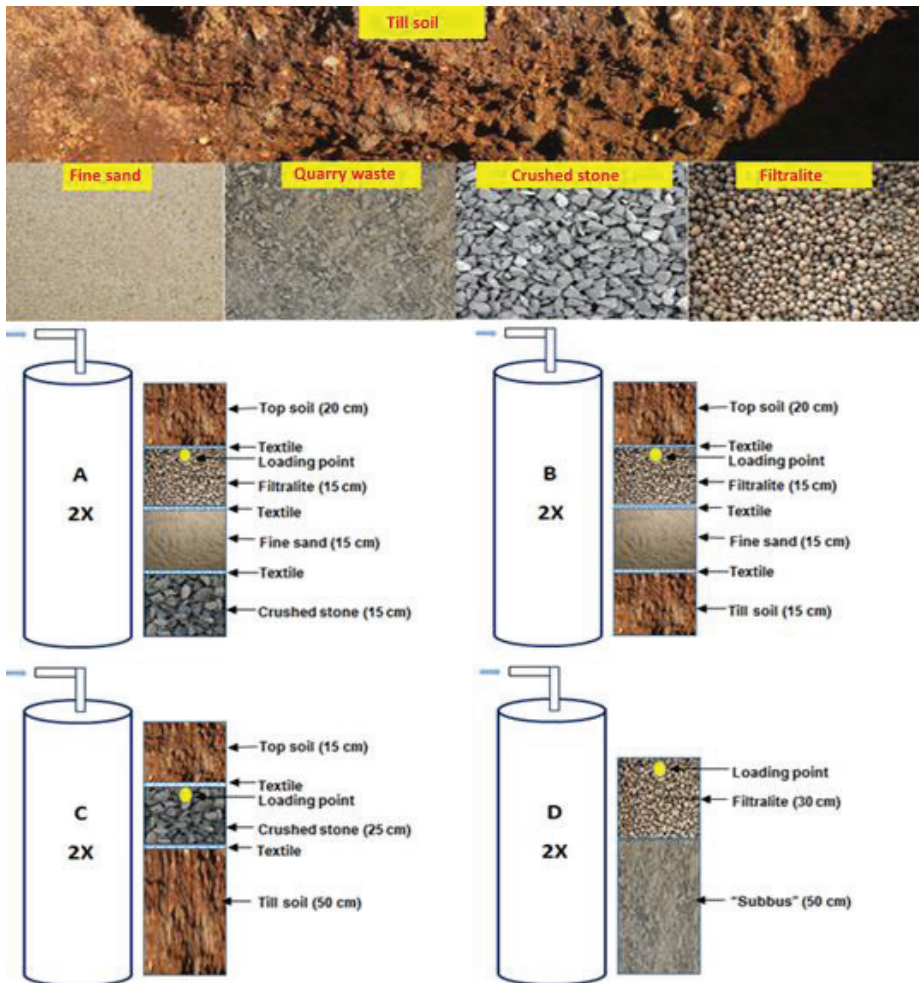 Till soil
Fine sand
Quarry waste
Crushed stone
Filtralite
A
2X
Top soil (20 cm)
Textile
Loading point
Filtralite (15 cm)
Textile
Fine sand (15 cm)
Textile
Crushed stone (15 cm)
B
2X
Top soil (20 cm)
Textile
Loading point
Filtralite (15 cm)
Textile
Fine sand (15 cm)
Textile
Till soil (15 cm)
C
2X
Top soil (15 cm)
Textile
Loading point
Crushed stone (25 cm)
Textile
Till soil (50 cm)
D
2X
Loading point
Filtralite (30 cm)
"Subbus" (50 cm)